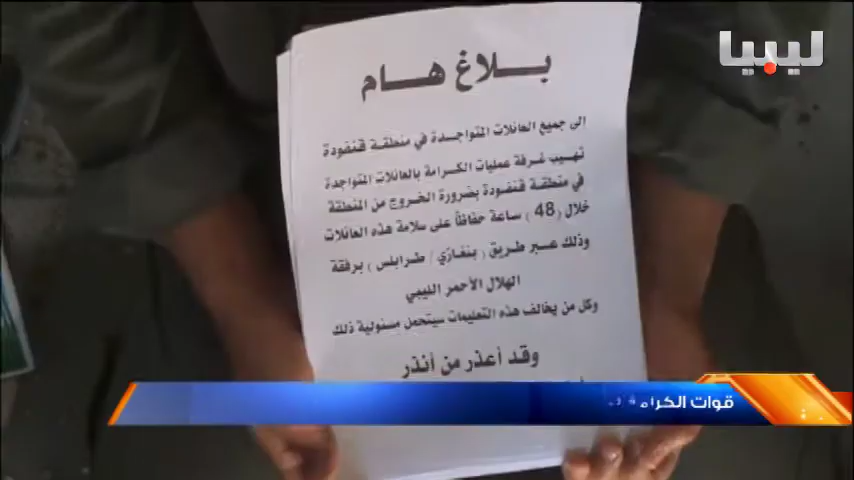 ليبيا
بلاغ هام
الى جميع العائلات المتواجدة في منطقة قنفودة
تهيب غرفة عمليات الكرامة بالعائلات المتواجدة
في منطقة قنفودة بضرورة الخروج من المنطقة
خلال (48) ساعة حفاظاً على سلامة هذه العائلات
وذلك عبر طريق (بنغازي / طرابلس) برفقة
الهلال الأحمر الليبي
وكل من يخالف هذه التعليمات سيتحمل مسئولية ذلك
وقد أعذر من أنذر
قوات الكرامة